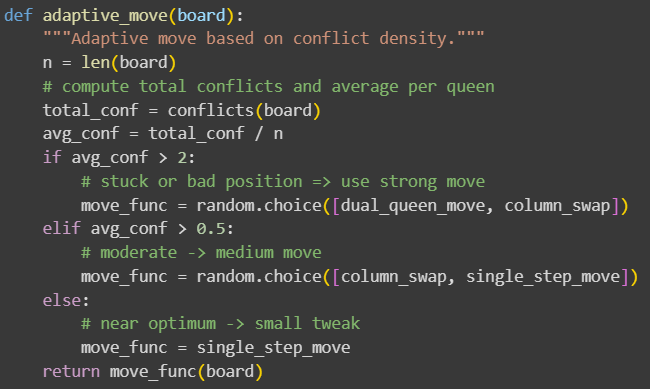 def adaptive_move(board):
    """Adaptive move based on conflict density."""
    n = len(board)
    # compute total conflicts and average per queen
    total_conf = conflicts(board)
    avg_conf = total_conf / n
    if avg_conf > 2:
        # stuck or bad position => use strong move
        move_func = random.choice([dual_queen_move, column_swap])
    elif avg_conf > 0.5:
        # moderate -> medium move
        move_func = random.choice([column_swap, single_step_move])
    else:
        # near optimum -> small tweak
        move_func = single_step_move
    return move_func(board)